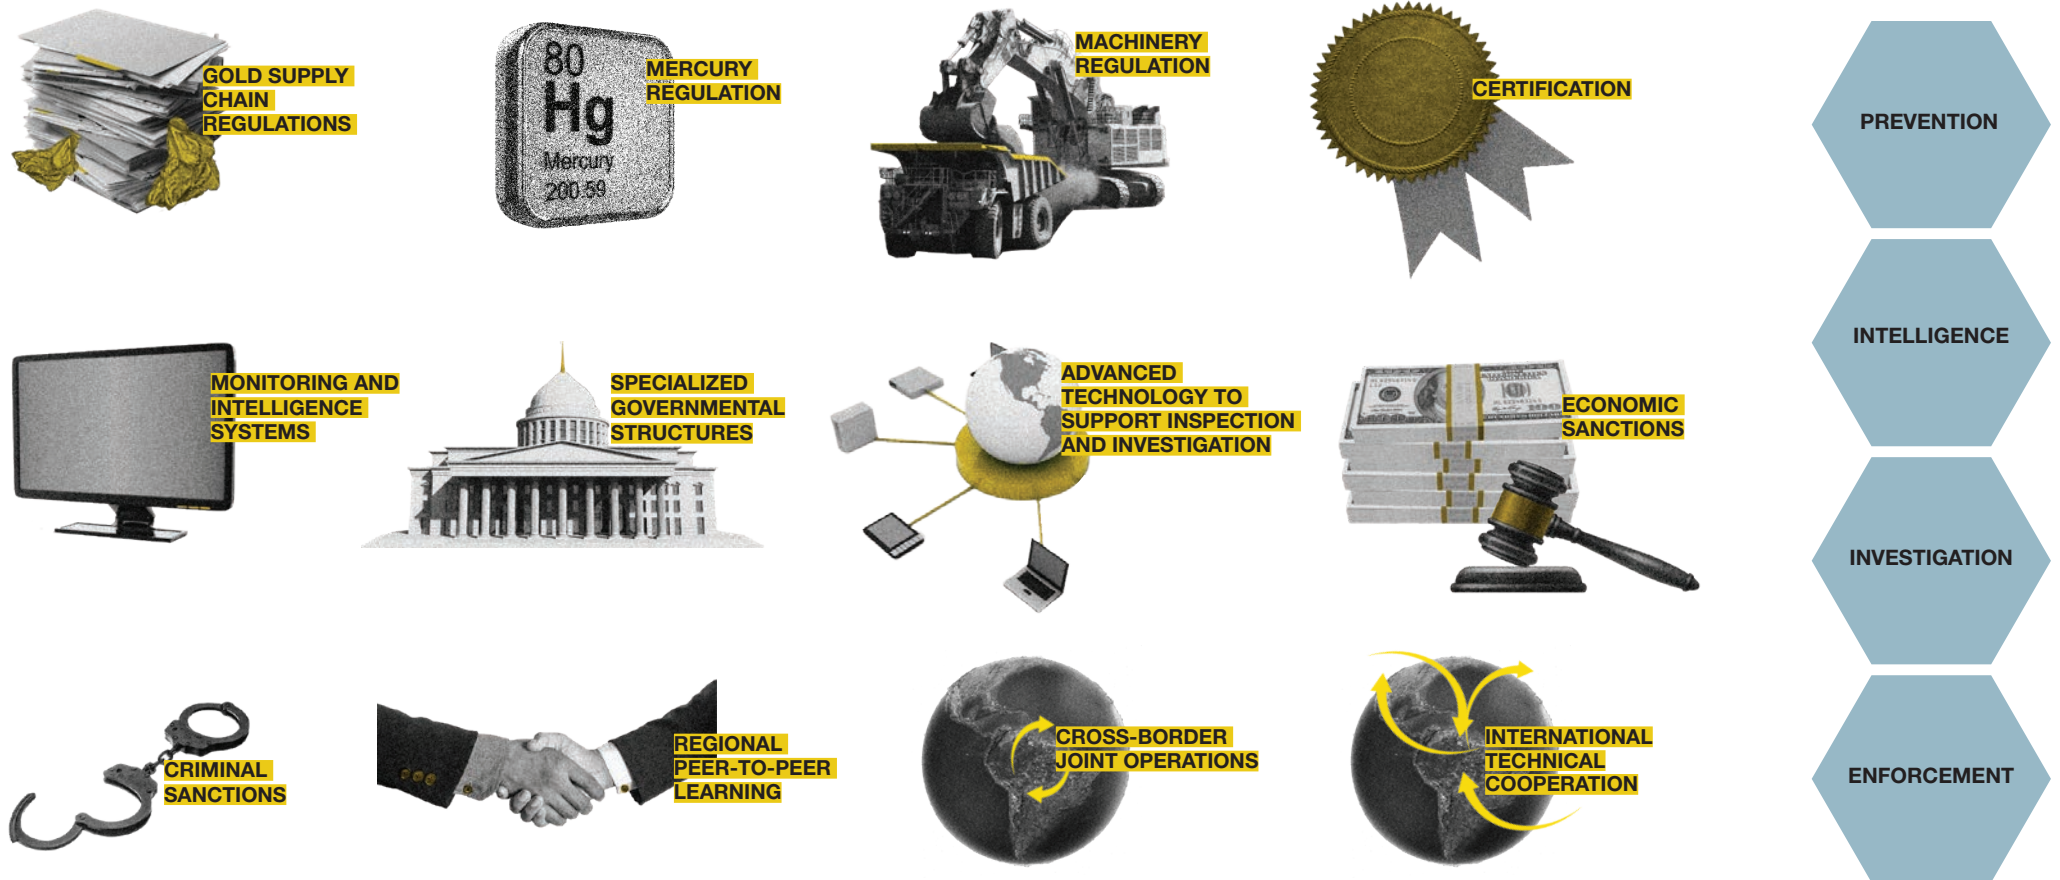 GOLD SUPPLY
CHAIN
REGULATIONS
80
Hg
Mercury
200.59
MERCURY
REGULATION
MACHINERY
REGULATION
CERTIFICATION
PREVENTION
MONITORING AND
INTELLIGENCE
SYSTEMS
SPECIALIZED
GOVERNMENTAL
STRUCTURES
ADVANCED
TECHNOLOGY TO
SUPPORT INSPECTION
AND INVESTIGATION
100
ECONOMIC
SANCTIONS
INTELLIGENCE
INVESTIGATION
CRIMINAL
SANCTIONS
REGIONAL
PEER-TO-PEER
LEARNING
CROSS-BORDER
JOINT OPERATIONS
INTERNATIONAL
TECHNICAL
COOPERATION
ENFORCEMENT